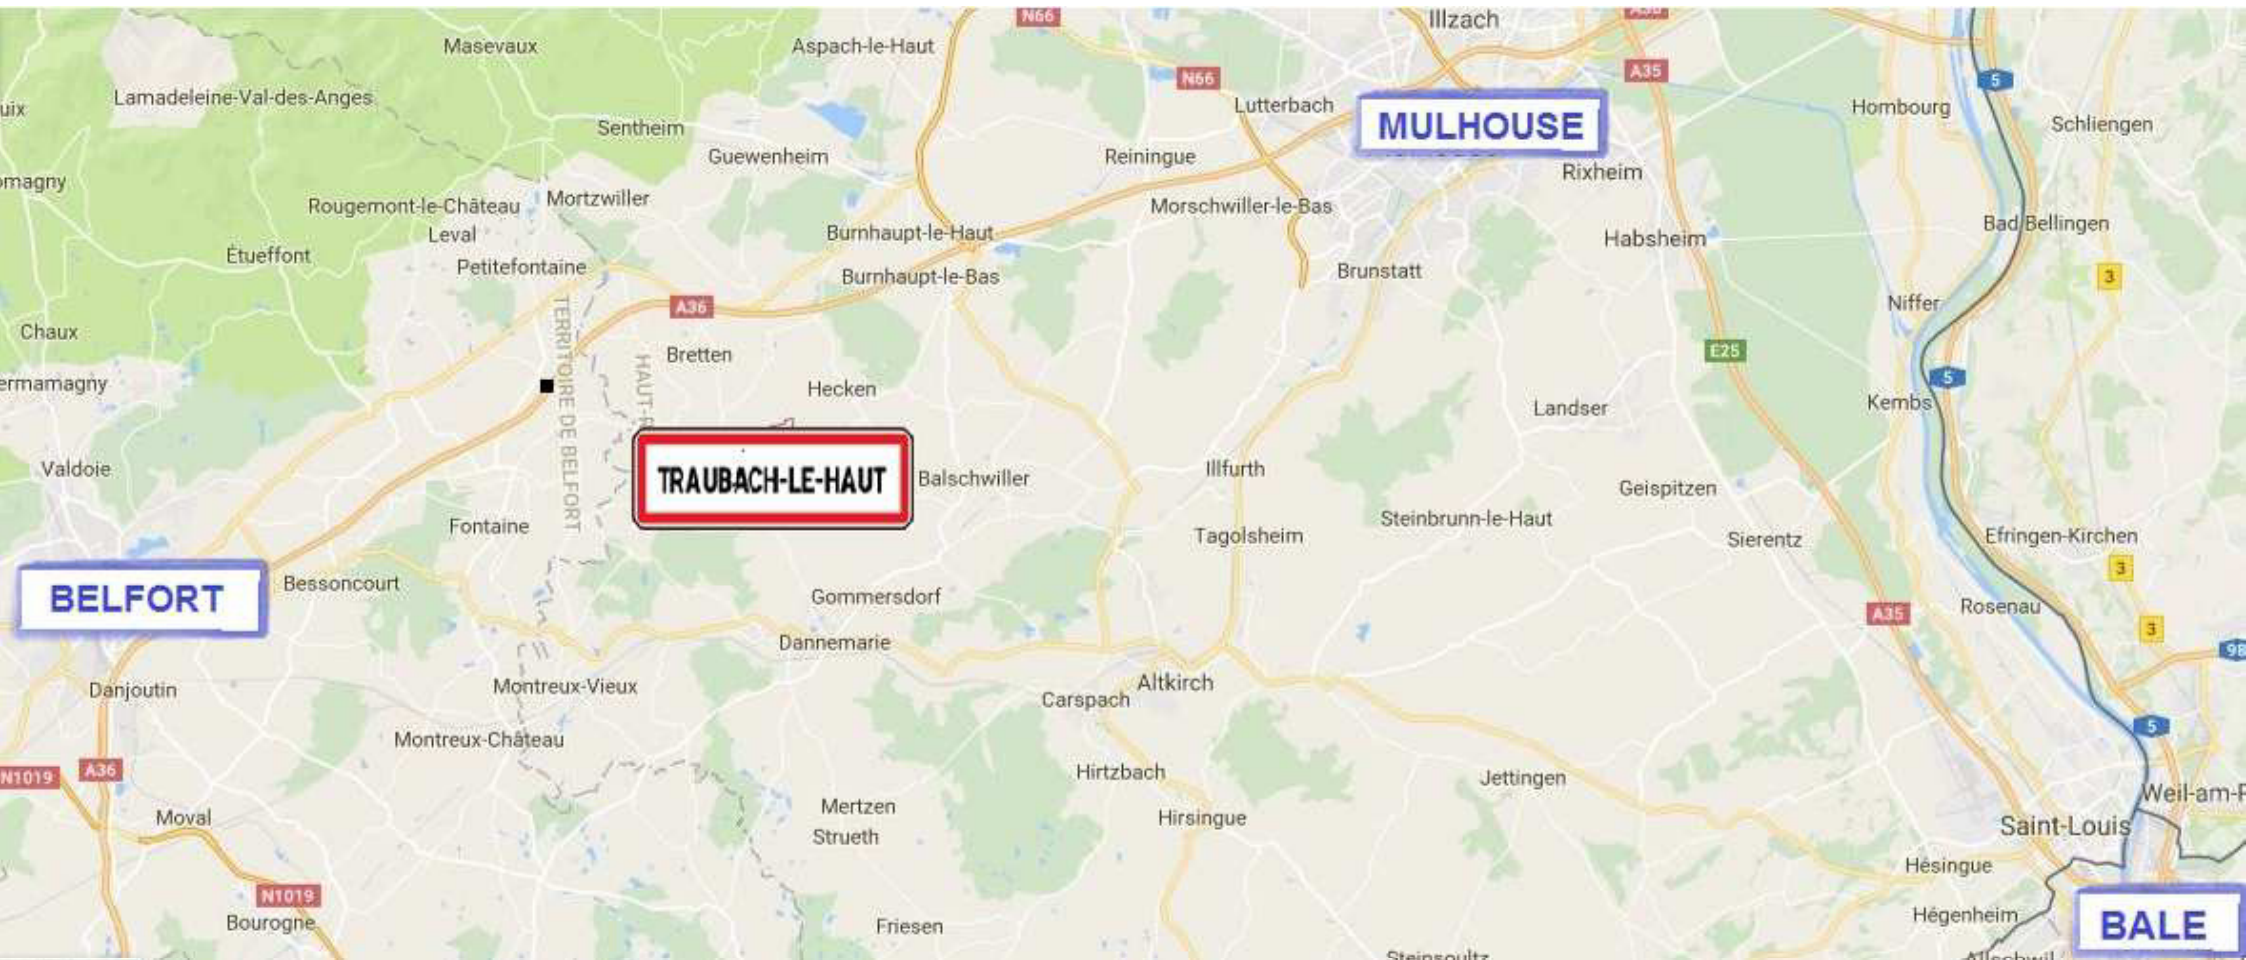 N66
Illzach
Masevaux
Aspach-le-Haut
N66
A35
5
Lamadeleine-Val-des-Anges
Lutterbach
Hombourg
MULHOUSE
Schliengen
Sentheim
Guewenheim
Reiningue
Rixheim
Mortzwiller
Rougemont-le-Château
Morschwiller-le-Bas
Leval
Burnhaupt-le-Haut
Bad Bellingen
Habsheim
Étueffont
Petitefontaine
Burnhaupt-le-Bas
Brunstatt
3
A36
Niffer
Chaux
TERRITOIRE DE BELFORT
HAUT-R
Bretten
E25
5
ermamagny
Hecken
Kembs
Landser
Valdoie
TRAUBACH-LE-HAUT
Balschwiller
Illfurth
Geispitzen
Fontaine
Steinbrunn-le-Haut
Tagolsheim
Sierentz
Efringen-Kirchen
3
BELFORT
Bessoncourt
Gommersdorf
Rosenau
A35
3
98
Dannemarie
Danjoutin
Montreux-Vieux
Altkirch
Carspach
5
Montreux-Château
N1019
A36
Hirtzbach
Jettingen
Weil-am-R
Mertzen
Moval
Hirsingue
Saint-Louis
Strueth
Hésingue
N1019
Bourogne
Friesen
Hégenheim
BALE
Steinsoultz
Allschwil